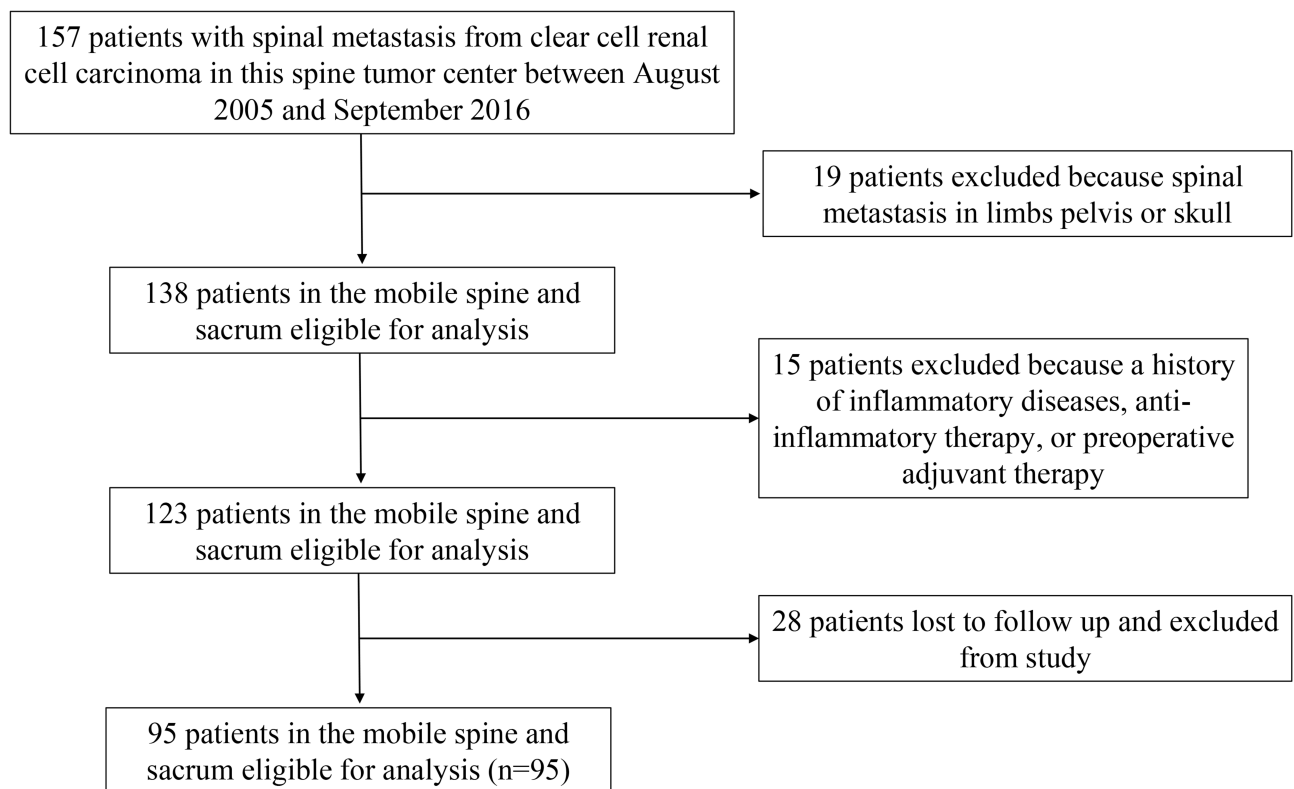 157 patients with spinal metastasis from clear cell renal
cell carcinoma in this spine tumor center between August
2005 and September 2016
19 patients excluded because spinal
metastasis in limbs pelvis or skull
138 patients in the mobile spine and
sacrum eligible for analysis
15 patients excluded because a history
of inflammatory diseases, anti-
inflammatory therapy, or preoperative
adjuvant therapy
123 patients in the mobile spine and
sacrum eligible for analysis
28 patients lost to follow up and excluded
from study
95 patients in the mobile spine and
sacrum eligible for analysis (n=95)